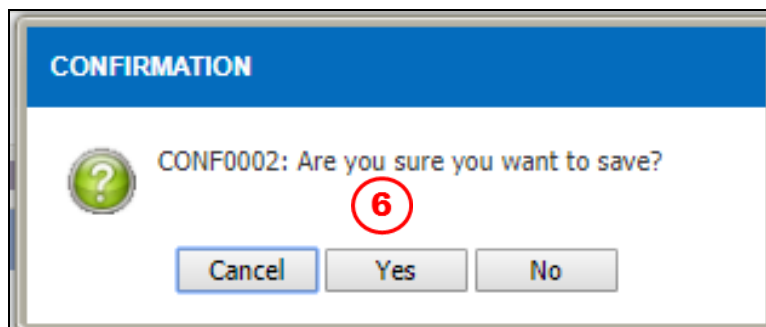 CONFIRMATION
CONF0002: Are you sure you want to save?
6
Cancel Yes No